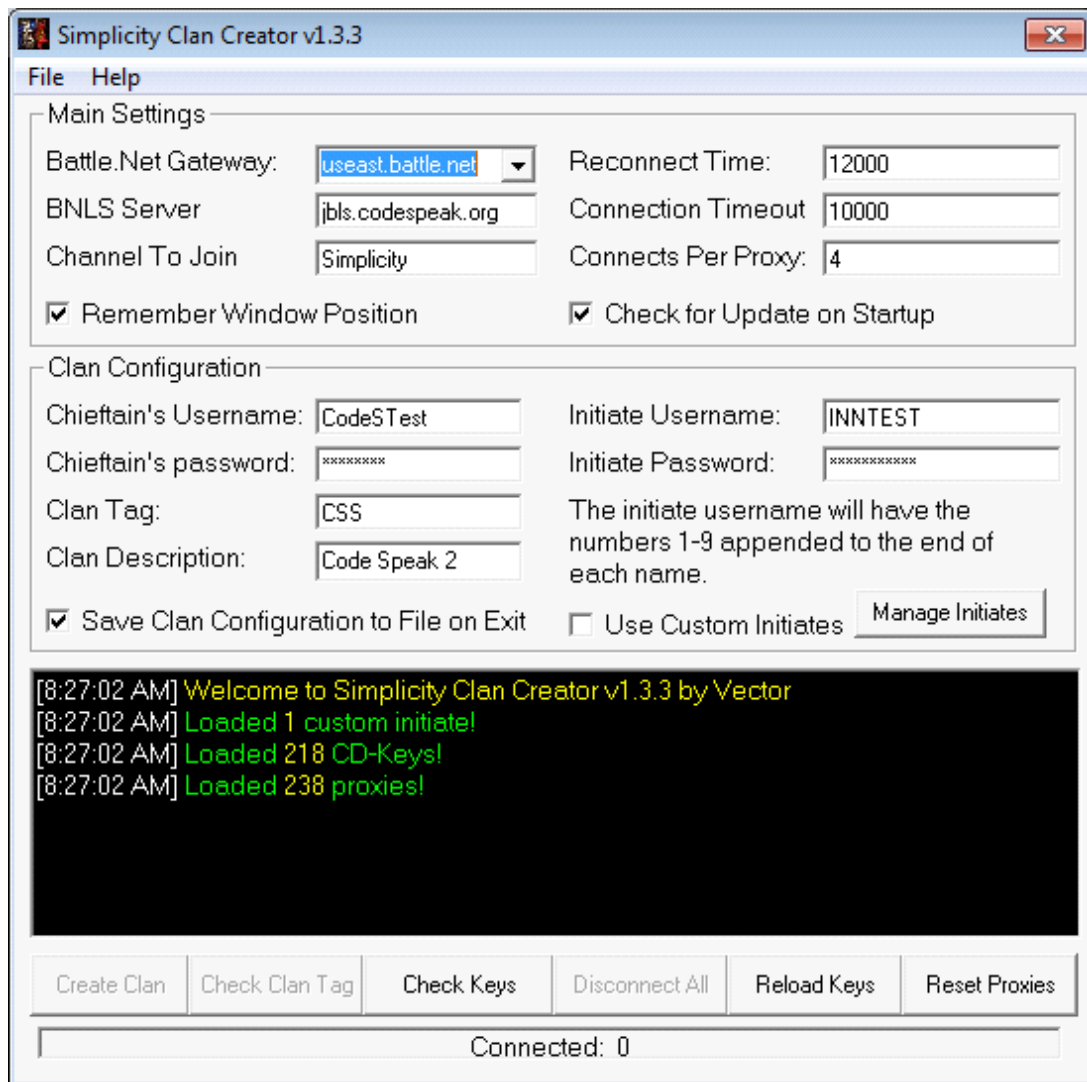 Simplicity Clan Creator v1.3.3
File Help
Main Settings
Battle.Net Gateway: useast.battle.net Reconnect Time: 12000
BNLS Server jbls.codespeak.org Connection Timeout 10000
Channel To Join Simplicity Connects Per Proxy: 4
Remember Window Position Check for Update on Startup
Clan Configuration
Chieftain's Username: CodeSTest Initiate Username: INNTEST
Chieftain's password: ******** Initiate Password: ***********
Clan Tag: CSS
Clan Description: Code Speak 2
The initiate username will have the
numbers 1-9 appended to the end of
each name.
Save Clan Configuration to File on Exit Use Custom Initiates Manage Initiates
[8:27:02 AM] Welcome to Simplicity Clan Creator v1.3.3 by Vector
[8:27:02 AM] Loaded 1 custom initiate!
[8:27:02 AM] Loaded 218 CD-Keys!
[8:27:02 AM] Loaded 238 proxies!
Create Clan Check Clan Tag Check Keys Disconnect All Reload Keys Reset Proxies
Connected: 0